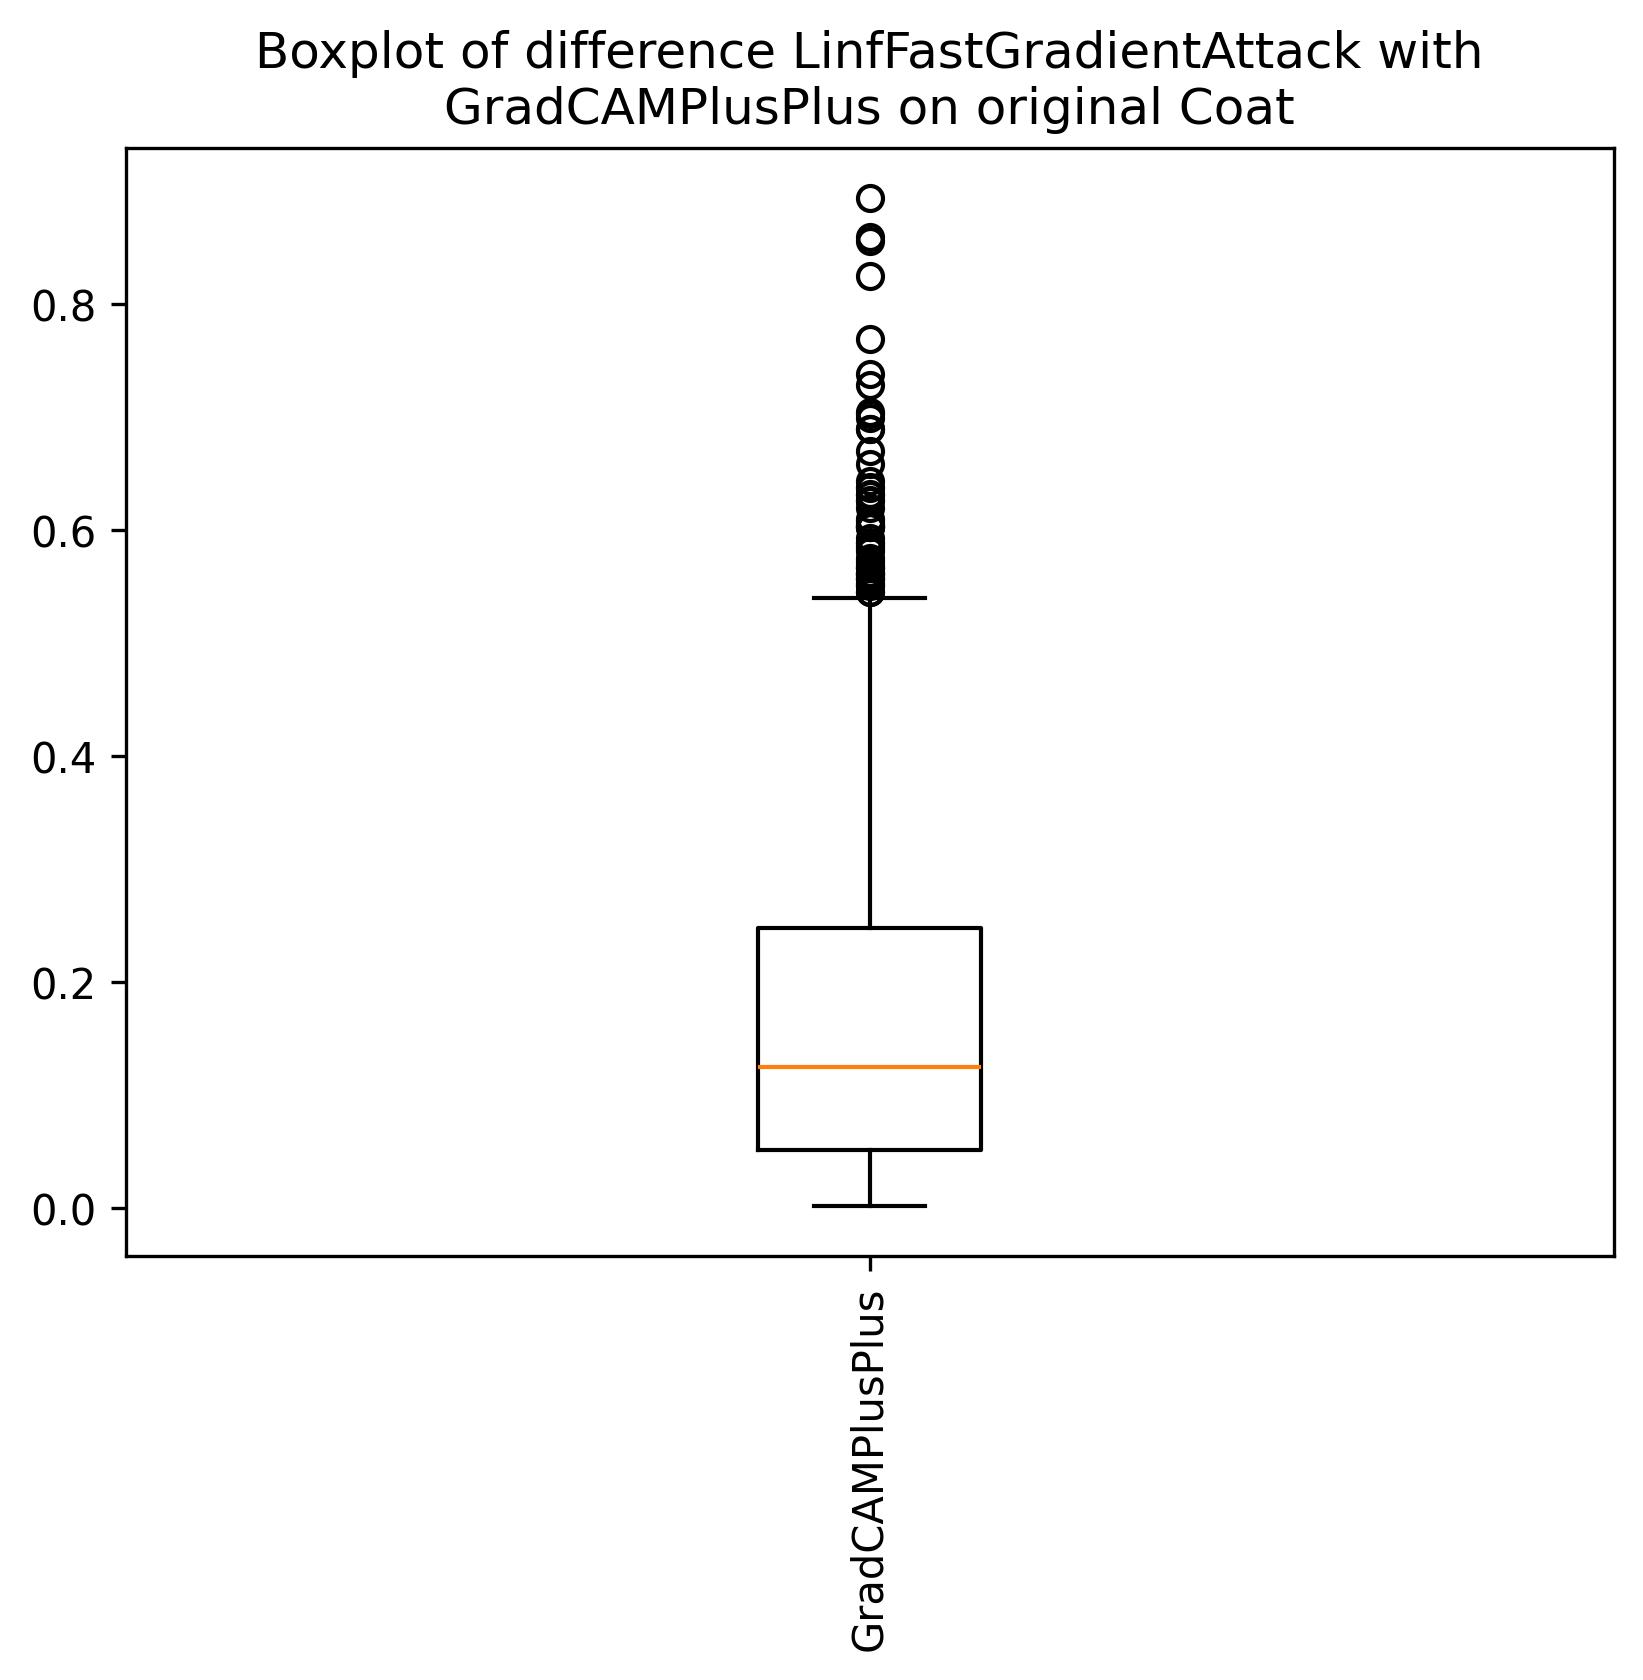 Boxplot of difference LinfFastGradientAttack with
GradCAMPlusPlus on original Coat
0.8
0.6
0.4
0.2
0.0
GradCAMPlusPlus